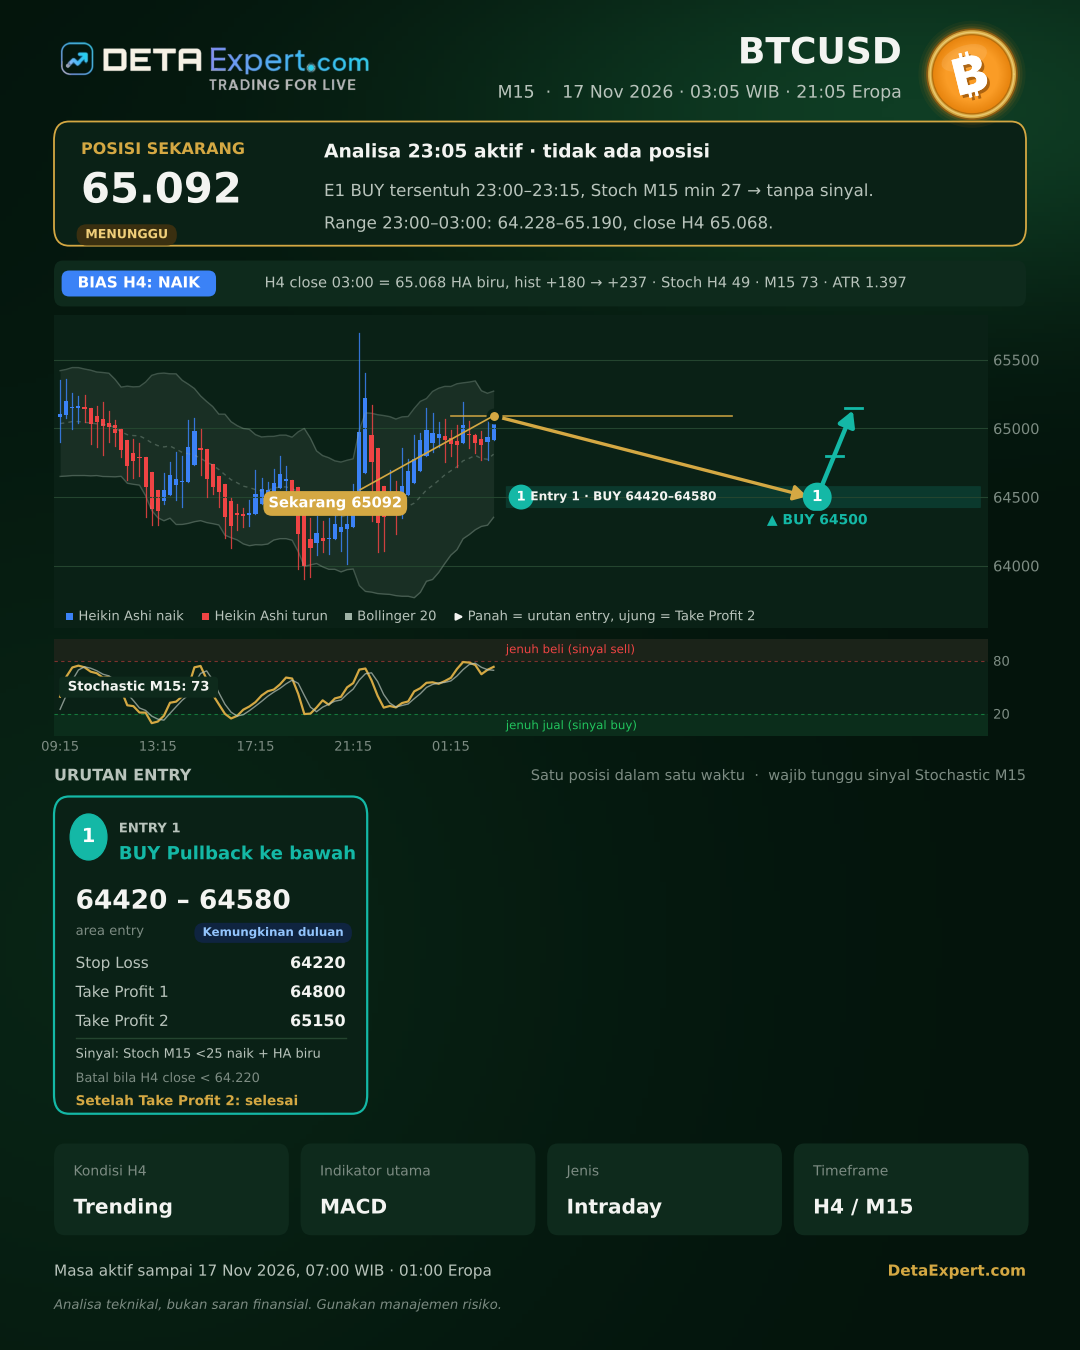 DETA Expert.com
TRADING FOR LIVE
BTCUSD
M15 · 17 Nov 2026 · 03:05 WIB · 21:05 Eropa
POSISI SEKARANG
65.092
MENUNGGU
Analisa 23:05 aktif · tidak ada posisi
E1 BUY tersentuh 23:00–23:15, Stoch M15 min 27 → tanpa sinyal.
Range 23:00–03:00: 64.228–65.190, close H4 65.068.
BIAS H4: NAIK
H4 close 03:00 = 65.068 HA biru, hist +180 → +237 · Stoch H4 49 · M15 73 · ATR 1.397
65500
65000
64500
64000
Sekarang 65092
1 Entry 1 · BUY 64420–64580
1
▲ BUY 64500
Heikin Ashi naik
Heikin Ashi turun
Bollinger 20
Panah = urutan entry, ujung = Take Profit 2
jenuh beli (sinyal sell)
80
Stochastic M15: 73
20
jenuh jual (sinyal buy)
09:15 13:15 17:15 21:15 01:15
URUTAN ENTRY
Satu posisi dalam satu waktu · wajib tunggu sinyal Stochastic M15
1
ENTRY 1
BUY Pullback ke bawah
64420 – 64580
area entry
Kemungkinan duluan
Stop Loss 64220
Take Profit 1 64800
Take Profit 2 65150
Sinyal: Stoch M15 <25 naik + HA biru
Batal bila H4 close < 64.220
Setelah Take Profit 2: selesai
Kondisi H4
Trending
Indikator utama
MACD
Jenis
Intraday
Timeframe
H4 / M15
Masa aktif sampai 17 Nov 2026, 07:00 WIB · 01:00 Eropa
DetaExpert.com
Analisa teknikal, bukan saran finansial. Gunakan manajemen risiko.